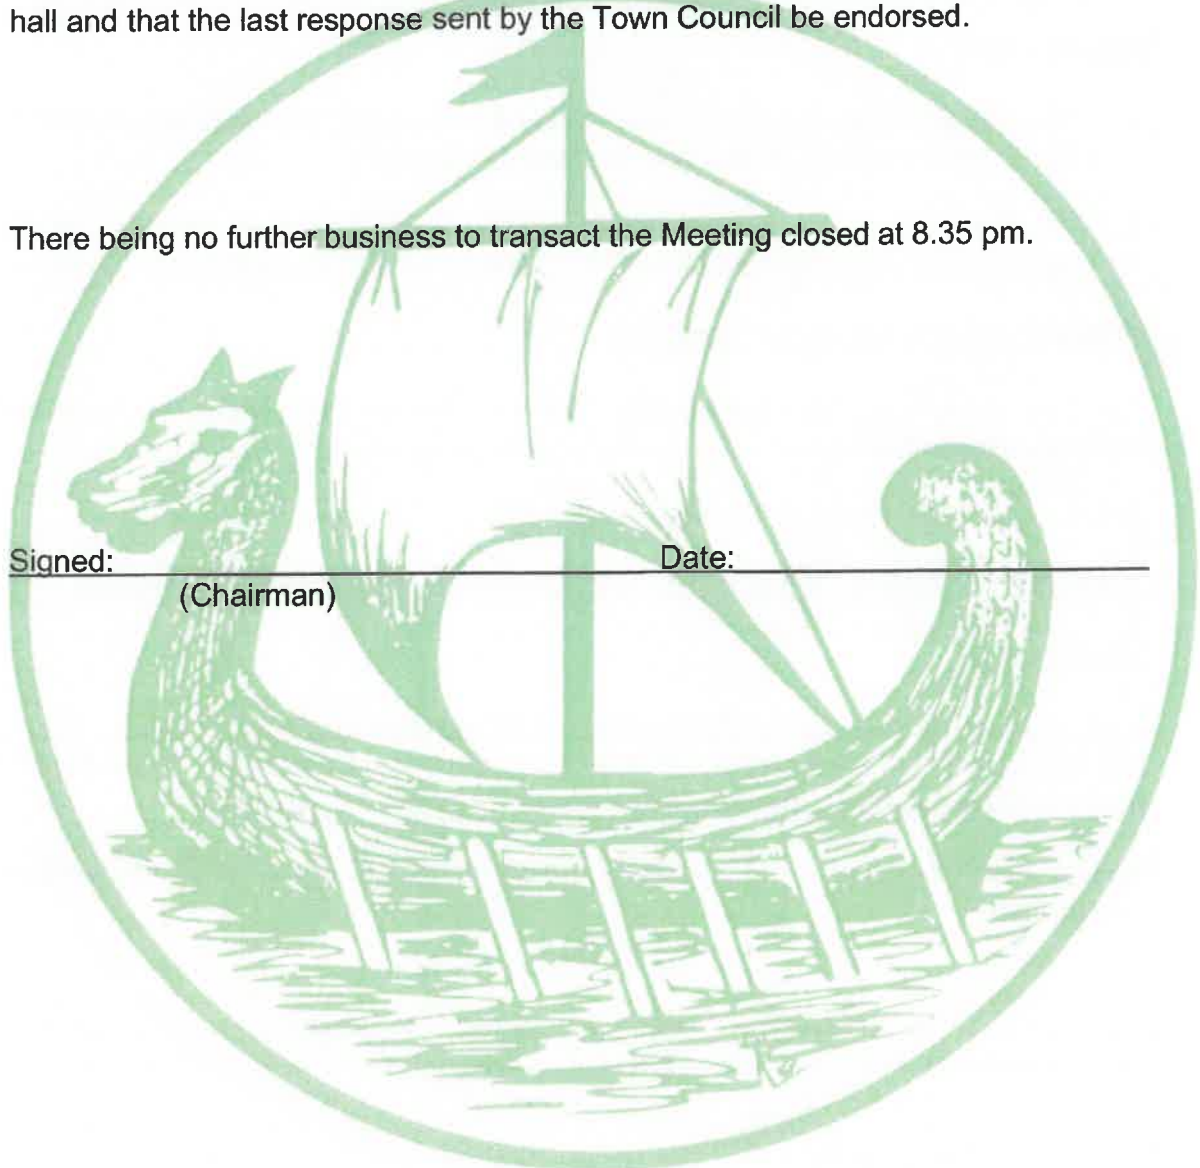 hall and that the last response sent by the Town Council be endorsed.
There being no further business to transact the Meeting closed at 8.35 pm.
Signed: Date:
(Chairman)